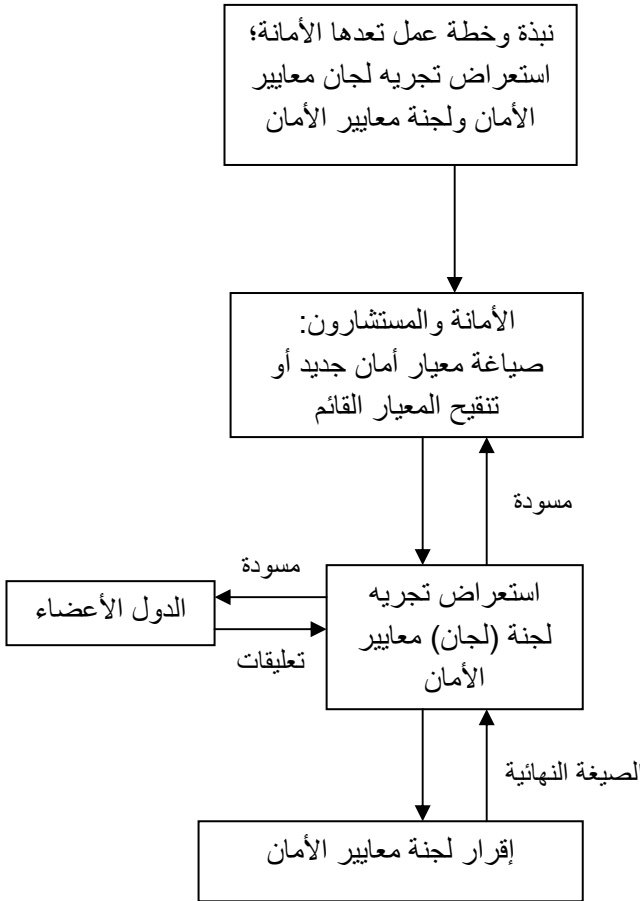 نبذة وخطة عمل تعدها الأمانة؛
استعراض تجريه لجان معايير
الأمان ولجنة معايير الأمان
الأمانة والمستشارون:
صياغة معيار أمان جديد أو
تنقيح المعيار القائم
مسودة
استعراض تجريه
لجنة (لجان) معايير
الأمان
مسودة
الدول الأعضاء
تعليقات
الصيغة النهائية
إقرار لجنة معايير الأمان